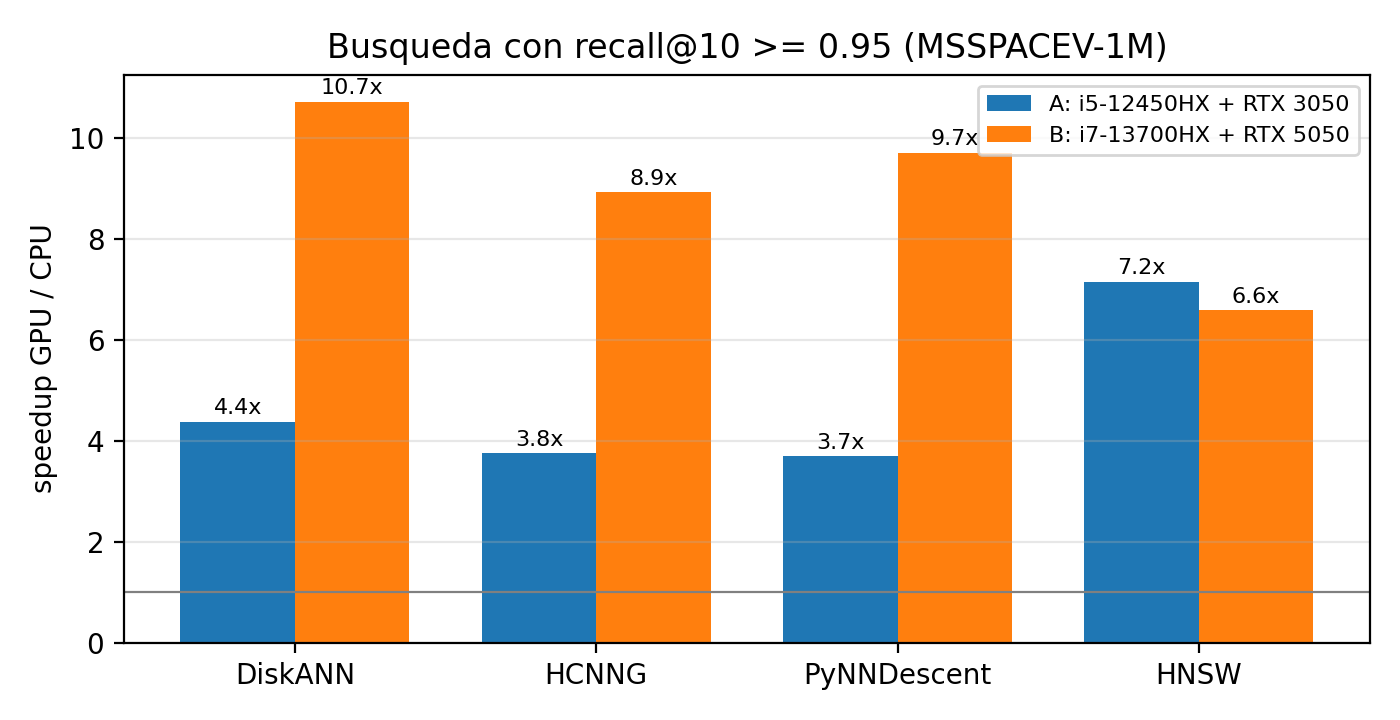 Busqueda con recall@10 >= 0.95 (MSSPACEV-1M)
speedup GPU / CPU
10
8
6
4
2
0
A: i5-12450HX + RTX 3050
B: i7-13700HX + RTX 5050
4.4x
10.7x
3.8x
8.9x
3.7x
9.7x
7.2x
6.6x
DiskANN
HCNNG
PyNNDescent
HNSW